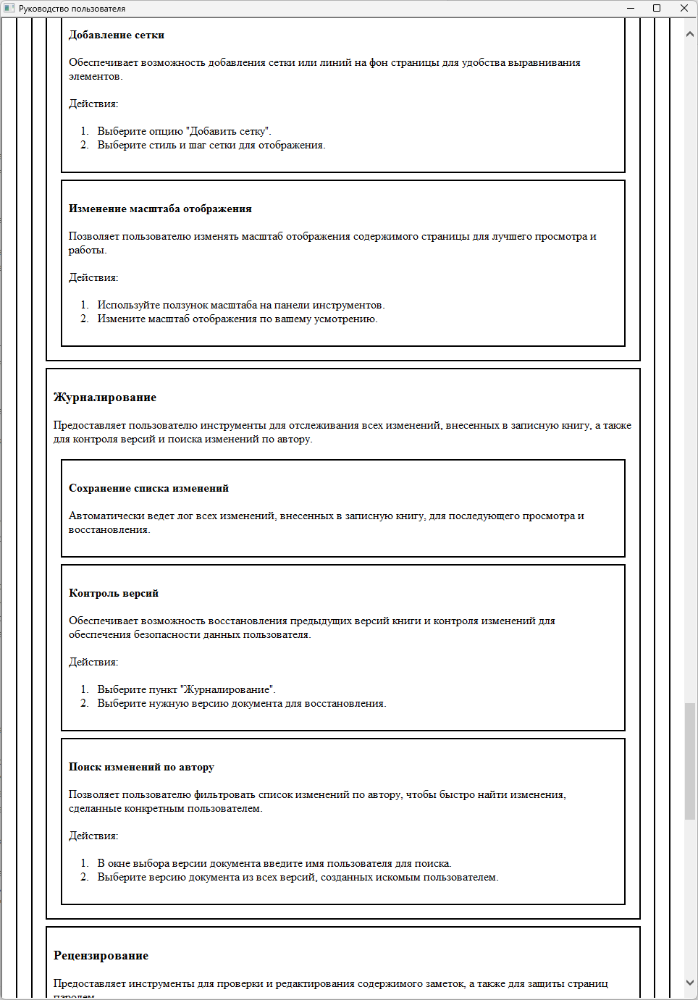 Руководство пользователя
Добавление сетки
Обеспечивает возможность добавления сетки или линий на фон страницы для удобства выравнивания
элементов.
Действия:
1. Выберите опцию "Добавить сетку".
2. Выберите стиль и шаг сетки для отображения.
Изменение масштаба отображения
Позволяет пользователю изменять масштаб отображения содержимого страницы для лучшего просмотра и
работы.
Действия:
1. Используйте ползунок масштаба на панели инструментов.
2. Измените масштаб отображения по вашему усмотрению.
Журналирование
Предоставляет пользователю инструменты для отслеживания всех изменений, внесенных в записную книгу, а также
для контроля версий и поиска изменений по автору.
Сохранение списка изменений
Автоматически ведет лог всех изменений, внесенных в записную книгу, для последующего просмотра и
восстановления.
Контроль версий
Обеспечивает возможность восстановления предыдущих версий книги и контроля изменений для
обеспечения безопасности данных пользователя.
Действия:
1. Выберите пункт "Журналирование".
2. Выберите нужную версию документа для восстановления.
Поиск изменений по автору
Позволяет пользователю фильтровать список изменений по автору, чтобы быстро найти изменения,
сделанные конкретным пользователем.
Действия:
1. В окне выбора версии документа введите имя пользователя для поиска.
2. Выберите версию документа из всех версий, созданных искомым пользователем.
Рецензирование
Предоставляет инструменты для проверки и редактирования содержимого заметок, а также для защиты страниц
паролем.